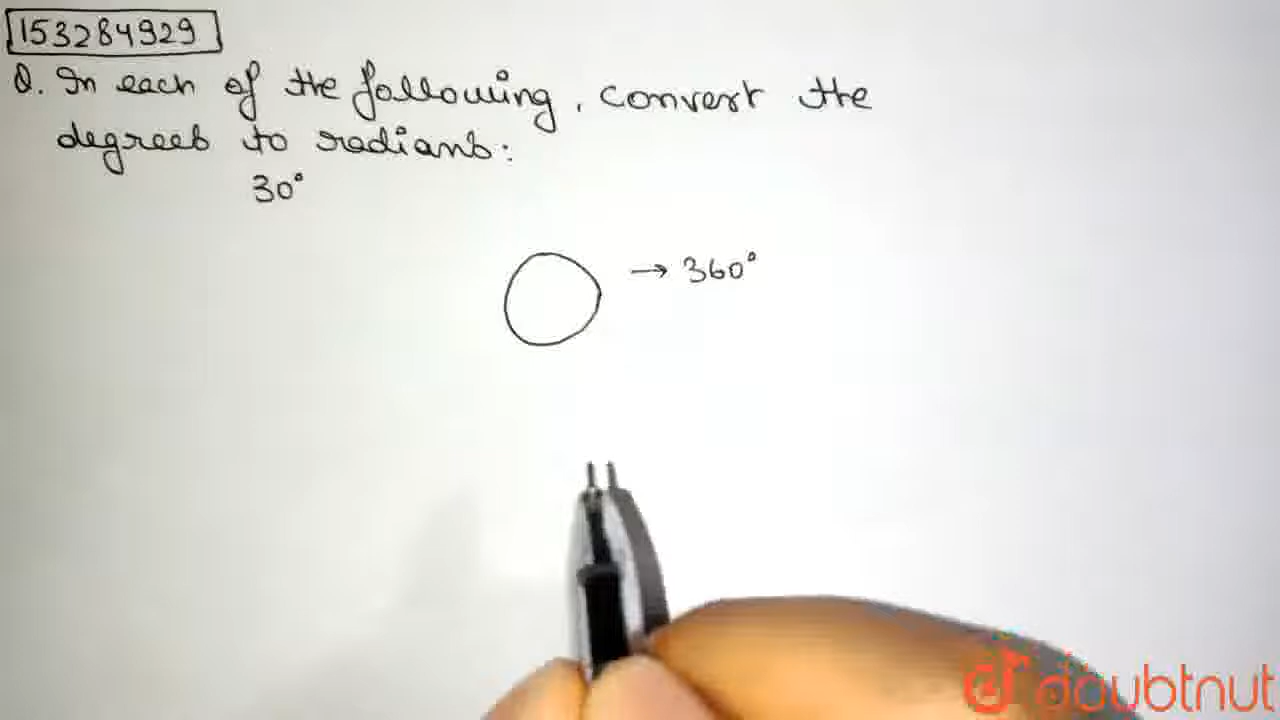 153284929
Q. In each of the following, convert the
degrees to radians:
30°
→ 360°
doubtnut